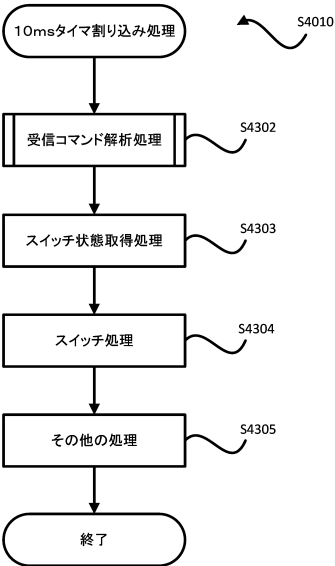 10msタイマ割り込み処理
S4010
受信コマンド解析処理
S4302
スイッチ状態取得処理
S4303
スイッチ処理
S4304
その他の処理
S4305
終了